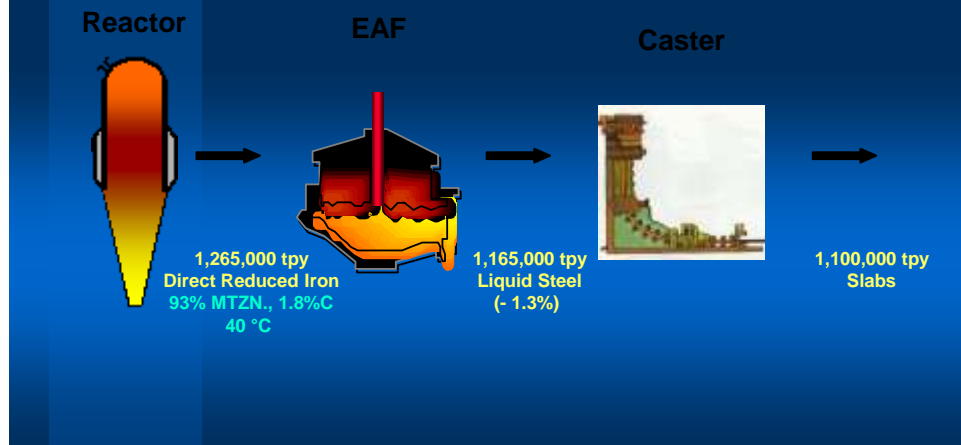 Reactor
EAF
Caster
1,265,000 tpy
Direct Reduced Iron
93% MTZN., 1.8%C
40 °C
1,165,000 tpy
Liquid Steel
(- 1.3%)
1,100,000 tpy
Slabs